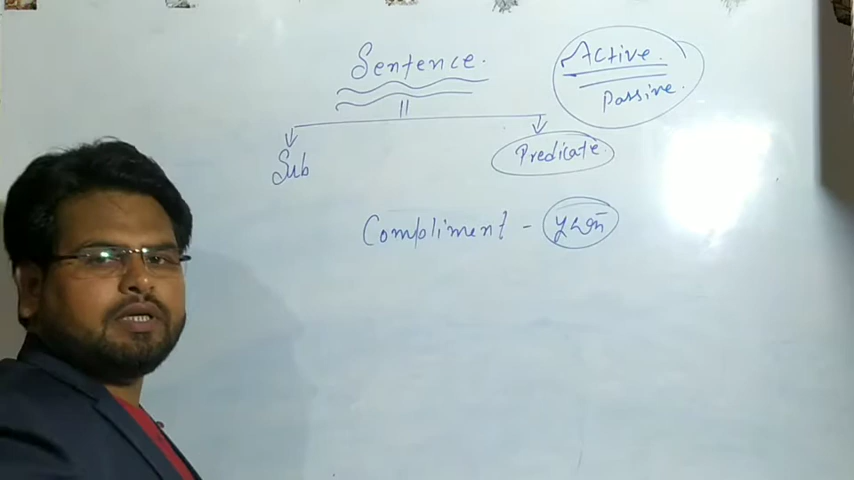 Sentence.
Active.
Passive.
Sub
Predicate.
Compliment -